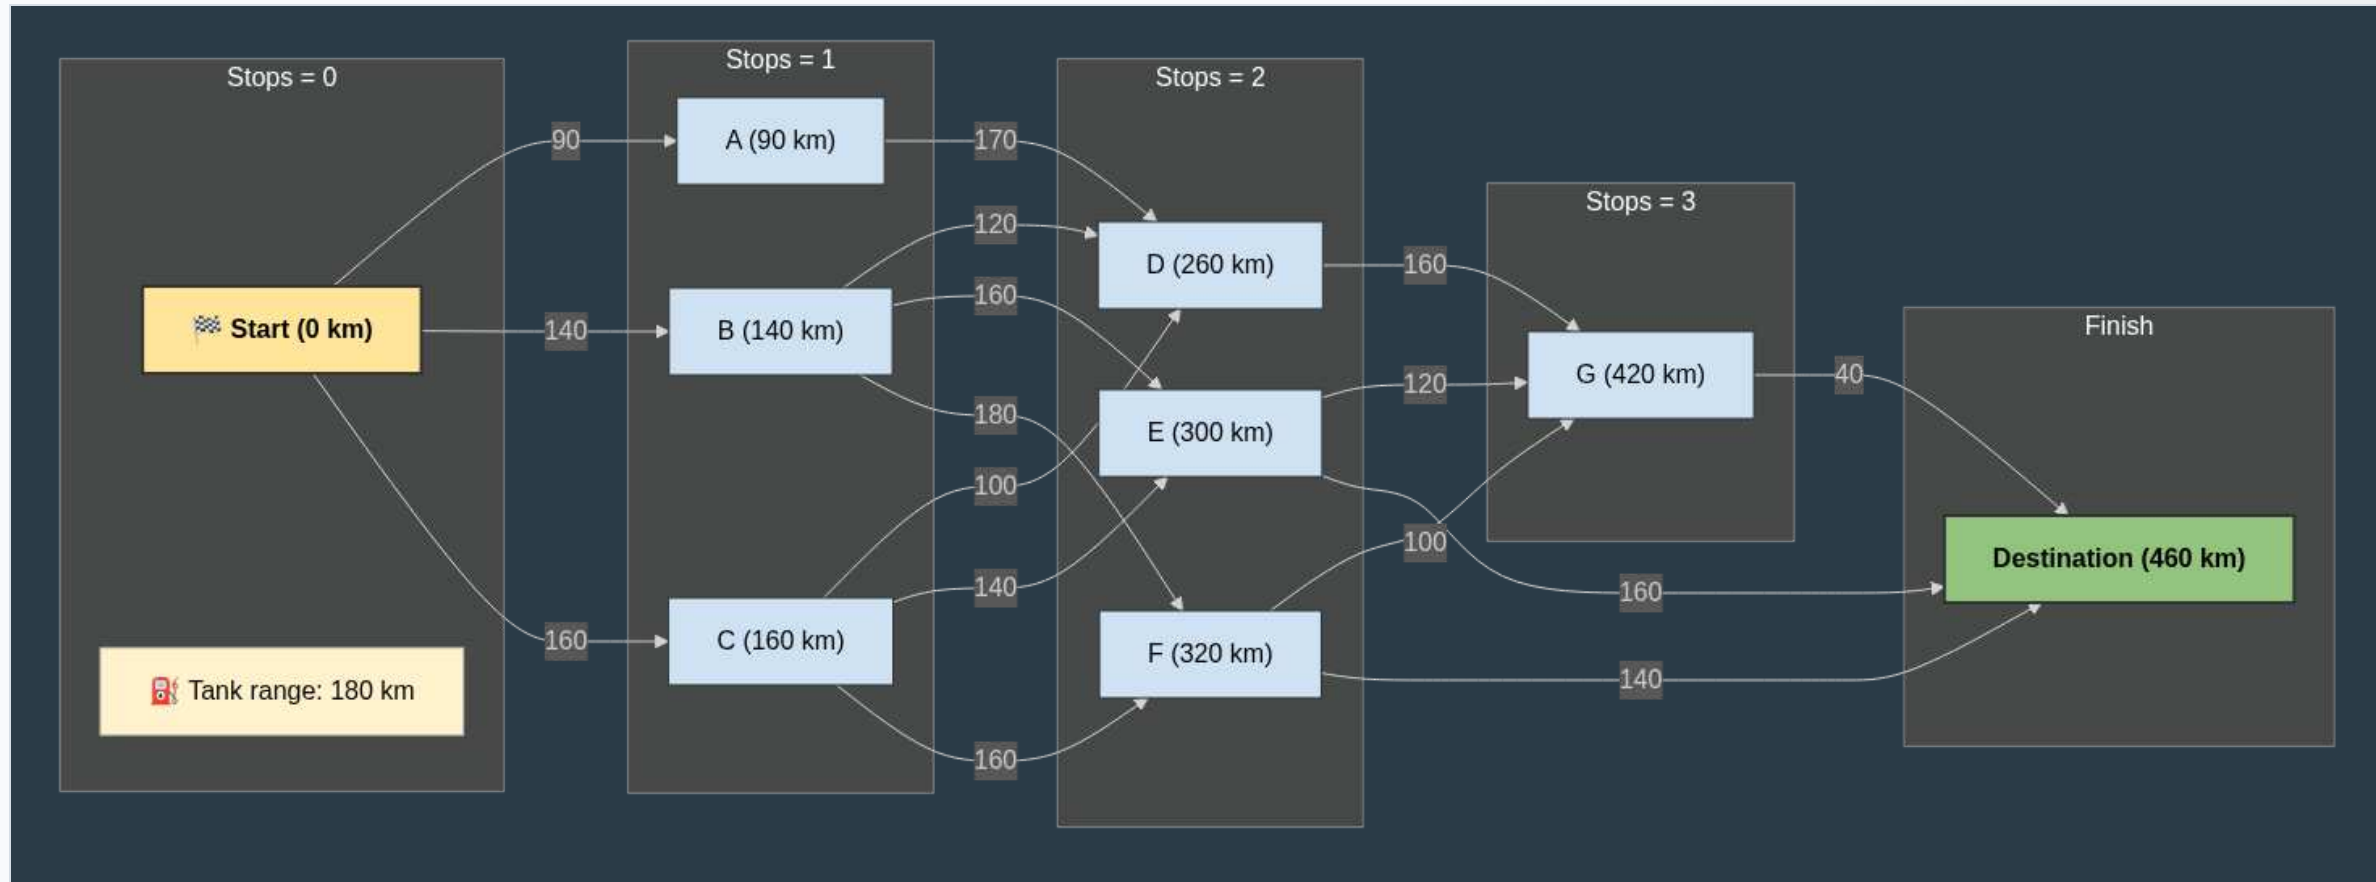 Stops = 0
🏁 Start (0 km)
⛽ Tank range: 180 km
90
140
160
Stops = 1
A (90 km)
B (140 km)
C (160 km)
170
120
160
180
100
140
160
Stops = 2
D (260 km)
E (300 km)
F (320 km)
160
120
100
Stops = 3
G (420 km)
40
160
140
Finish
Destination (460 km)